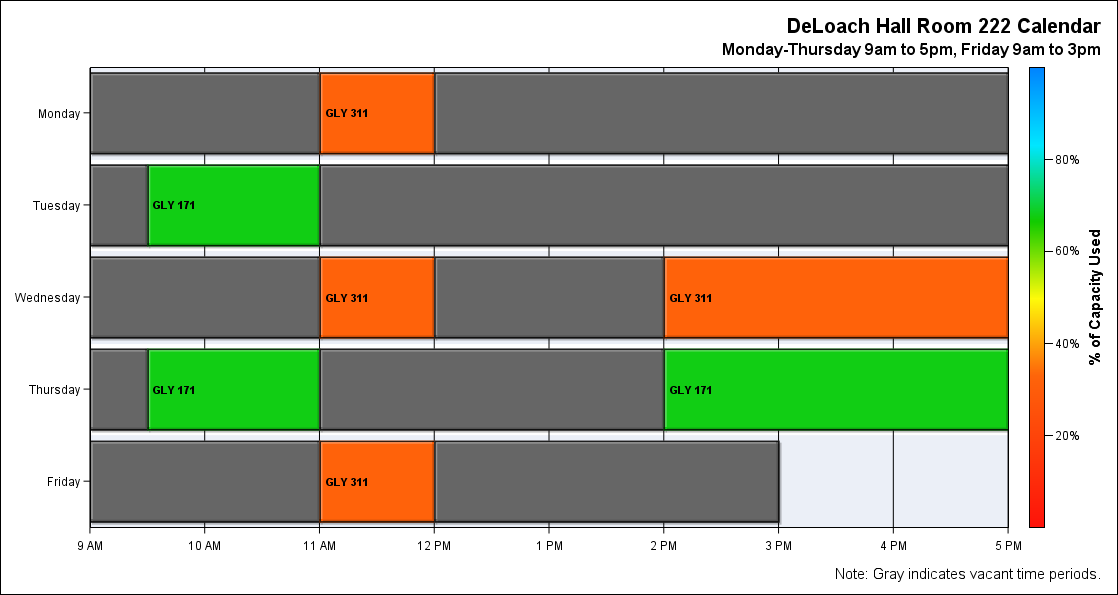 DeLoach Hall Room 222 Calendar
Monday-Thursday 9am to 5pm, Friday 9am to 3pm
Monday
GLY 311
Tuesday
GLY 171
Wednesday
GLY 311
GLY 311
Thursday
GLY 171
GLY 171
Friday
GLY 311
80%
60%
40%
20%
% of Capacity Used
9 AM 10 AM 11 AM 12 PM 1 PM 2 PM 3 PM 4 PM 5 PM
Note: Gray indicates vacant time periods.